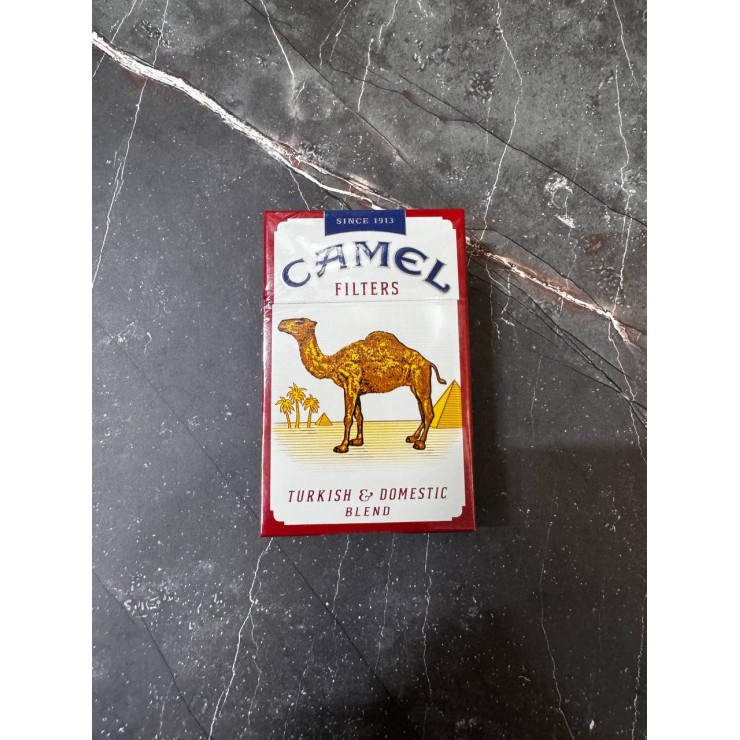 SINCE 1913
CAMEL
FILTERS
TURKISH & DOMESTIC
BLEND